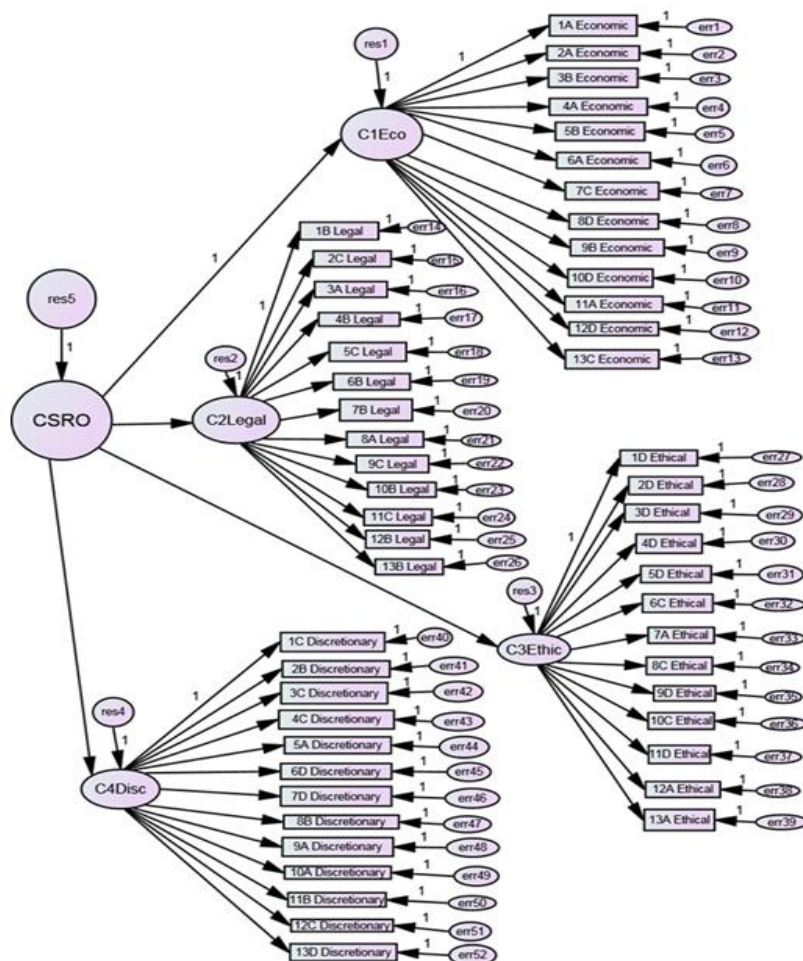 res1
1
C1Eco
1
1A Economic 1 err1
2A Economic 1 err2
3B Economic 1 err3
4A Economic 1 err4
5B Economic 1 err5
6A Economic 1 err6
7C Economic 1 err7
8D Economic 1 err8
9B Economic 1 err9
10D Economic 1 err10
11A Economic 1 err11
12D Economic 1 err12
13C Economic 1 err13
1
res5
1
CSRO
res2
1
C2Legal
1
1B Legal 1 err14
2C Legal 1 err15
3A Legal 1 err16
4B Legal 1 err17
5C Legal 1 err18
6B Legal 1 err19
7B Legal 1 err20
8A Legal 1 err21
9C Legal 1 err22
10B Legal 1 err23
11C Legal 1 err24
12B Legal 1 err25
13B Legal 1 err26
res3
1
C3Ethic
1
1D Ethical 1 err27
2D Ethical 1 err28
3D Ethical 1 err29
4D Ethical 1 err30
5D Ethical 1 err31
6C Ethical 1 err32
7A Ethical 1 err33
8C Ethical 1 err34
9D Ethical 1 err35
10C Ethical 1 err36
11D Ethical 1 err37
12A Ethical 1 err38
13A Ethical 1 err39
res4
1
C4Disc
1
1C Discretionary 1 err40
2B Discretionary 1 err41
3C Discretionary 1 err42
4C Discretionary 1 err43
5A Discretionary 1 err44
6D Discretionary 1 err45
7D Discretionary 1 err46
8B Discretionary 1 err47
9A Discretionary 1 err48
10A Discretionary 1 err49
11B Discretionary 1 err50
12C Discretionary 1 err51
13D Discretionary 1 err52